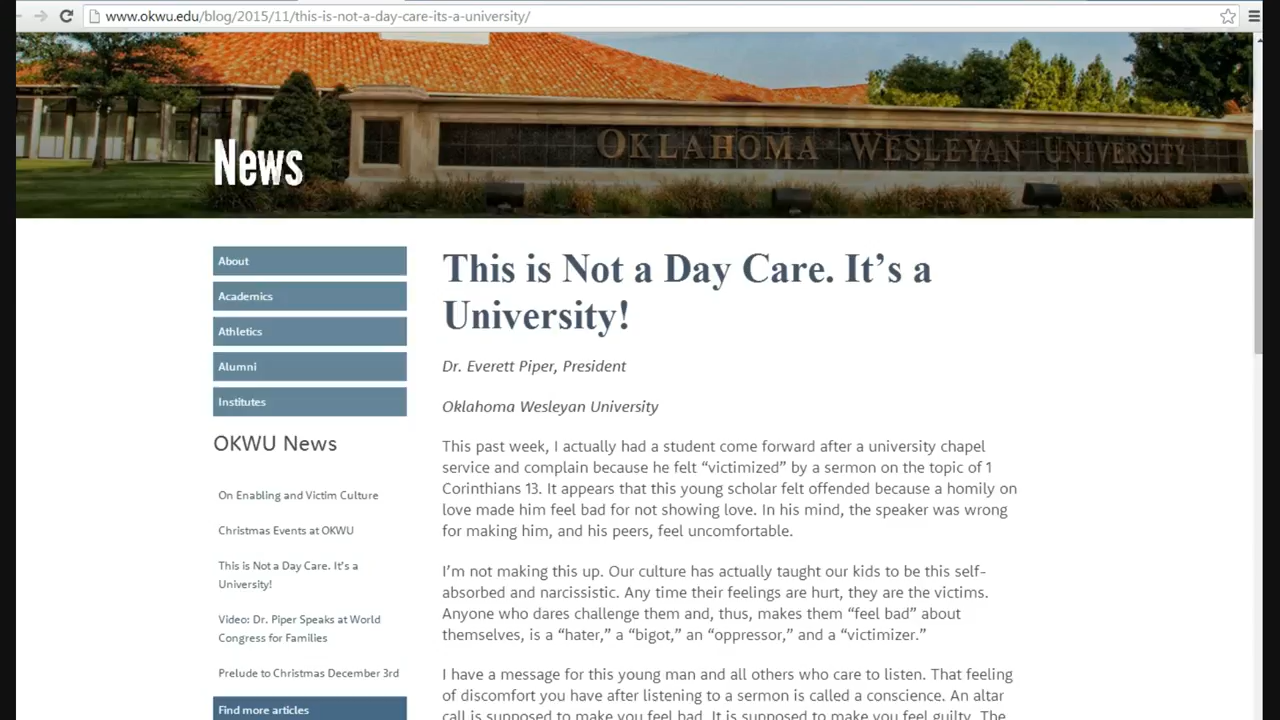 www.okwu.edu/blog/2015/11/this-is-not-a-day-care-its-a-university/
OKLAHOMA WESLEYAN UNIVERSITY
News
About
Academics
Athletics
Alumni
Institutes
OKWU News
On Enabling and Victim Culture
Christmas Events at OKWU
This is Not a Day Care. It's a
University!
Video: Dr. Piper Speaks at World
Congress for Families
Prelude to Christmas December 3rd
Find more articles
This is Not a Day Care. It’s a
University!
Dr. Everett Piper, President
Oklahoma Wesleyan University
This past week, I actually had a student come forward after a university chapel
service and complain because he felt “victimized” by a sermon on the topic of 1
Corinthians 13. It appears that this young scholar felt offended because a homily on
love made him feel bad for not showing love. In his mind, the speaker was wrong
for making him, and his peers, feel uncomfortable.
I’m not making this up. Our culture has actually taught our kids to be this self-
absorbed and narcissistic. Any time their feelings are hurt, they are the victims.
Anyone who dares challenge them and, thus, makes them “feel bad” about
themselves, is a “hater,” a “bigot,” an “oppressor,” and a “victimizer.”
I have a message for this young man and all others who care to listen. That feeling
of discomfort you have after listening to a sermon is called a conscience. An altar
call is supposed to make you feel bad. It is supposed to make you feel guilty. The